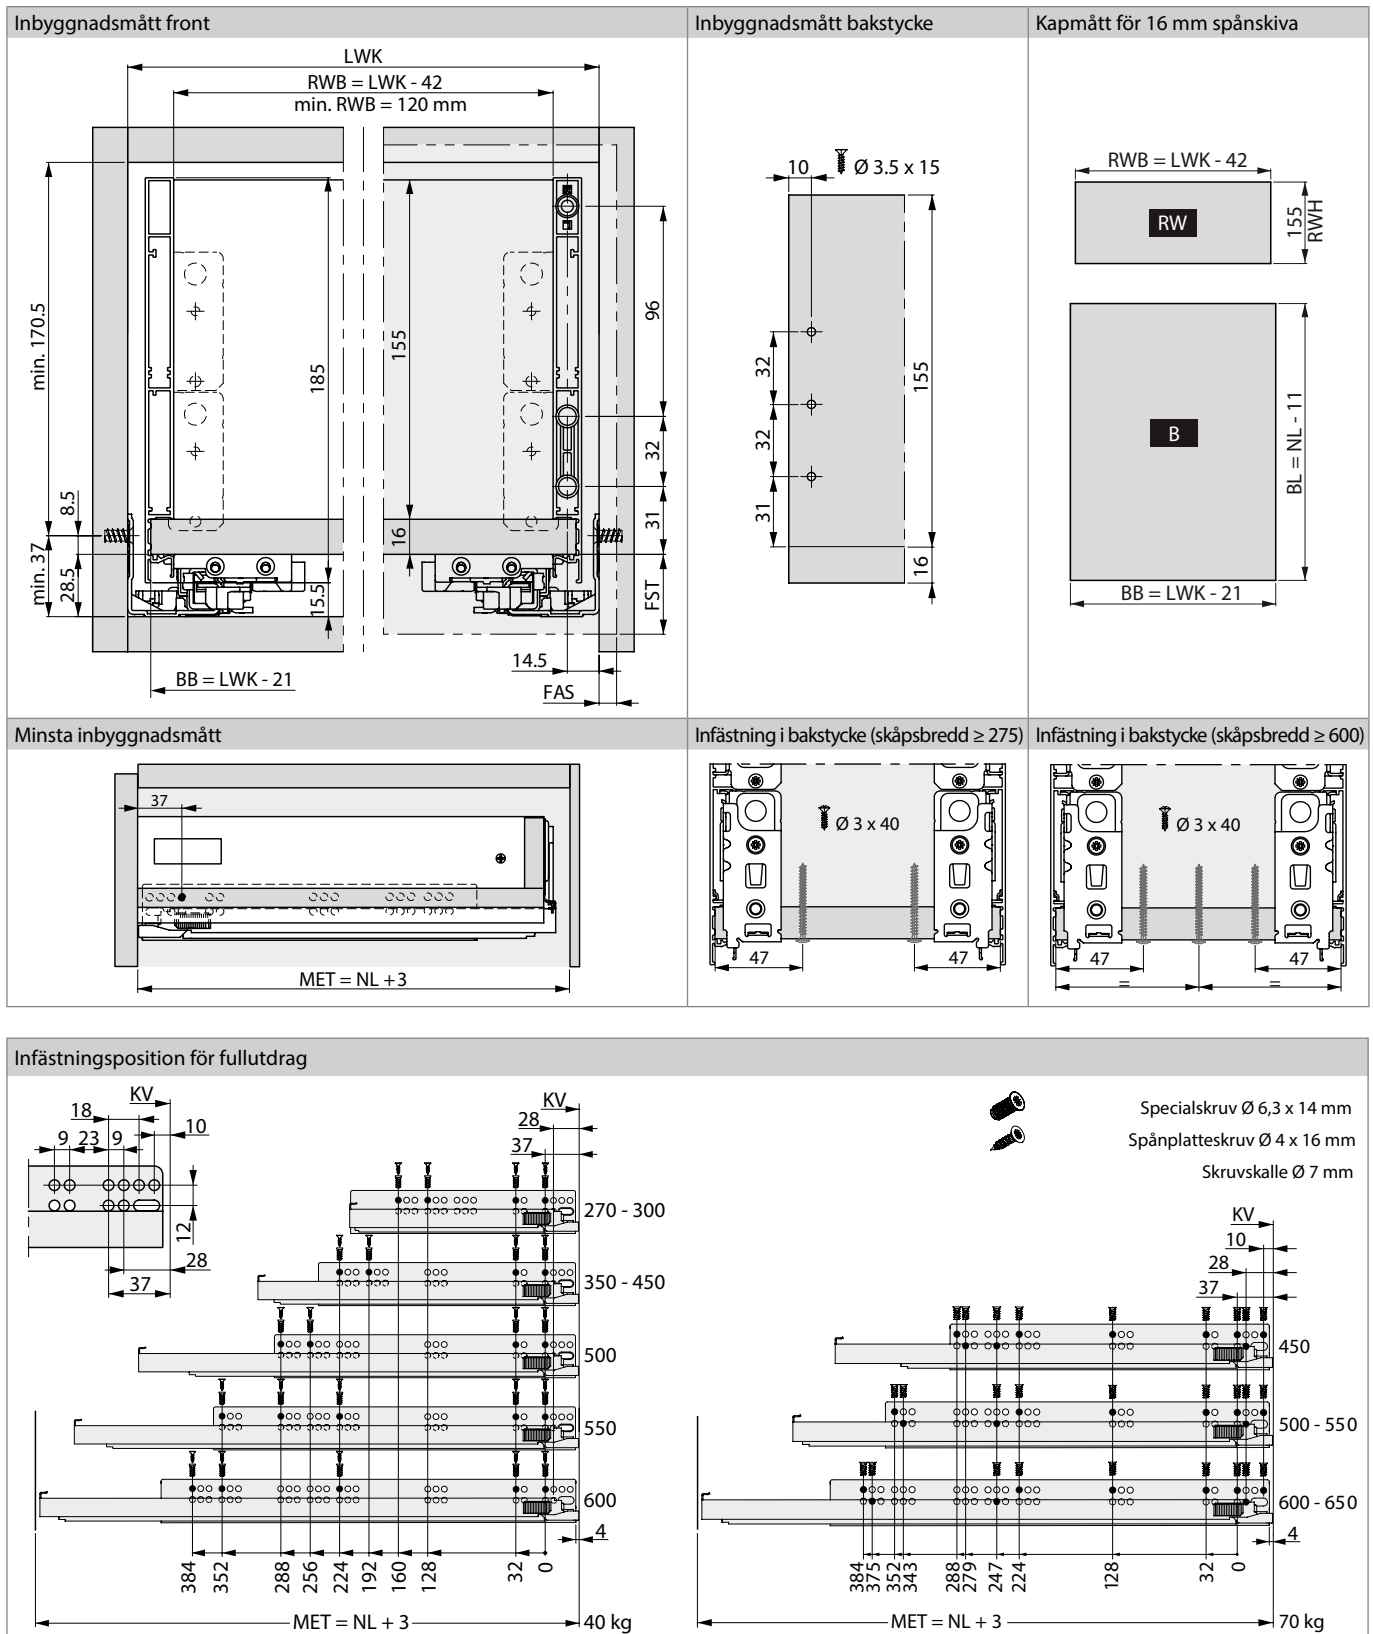 Inbyggnadsmått front
LWK
RWB = LWK - 42
min. RWB = 120 mm
min. 170.5
8.5
min. 37
28.5
185
155
16
15.5
96
32
31
FST
14.5
FAS
BB = LWK - 21
Inbyggnadsmått bakstycke
10
Ø 3.5 x 15
32
32
31
155
16
Kapmått för 16 mm spånskiva
RWB = LWK - 42
RW
155
RWH
B
BL = NL - 11
BB = LWK - 21
Minsta inbyggnadsmått
37
MET = NL +3
Infästning i bakstycke (skåpsbredd ≥ 275)
Ø 3 x 40
47
47
Infästning i bakstycke (skåpsbredd ≥ 600)
Ø 3 x 40
47
47
=
=
Infästningsposition för fullutdrag
KV
18
10
9
23
9
12
28
37
KV
28
37
270 - 300
350 - 450
500
550
600
4
384
352
288
256
224
192
160
128
32
0
MET = NL + 3
40 kg
Specialskruv Ø 6,3 x 14 mm
Spånplatteskruv Ø 4 x 16 mm
Skruvskalle Ø 7 mm
KV
10
28
37
450
500 - 550
600 - 650
4
384
375
352
343
288
279
247
224
128
32
0
MET = NL + 3
70 kg